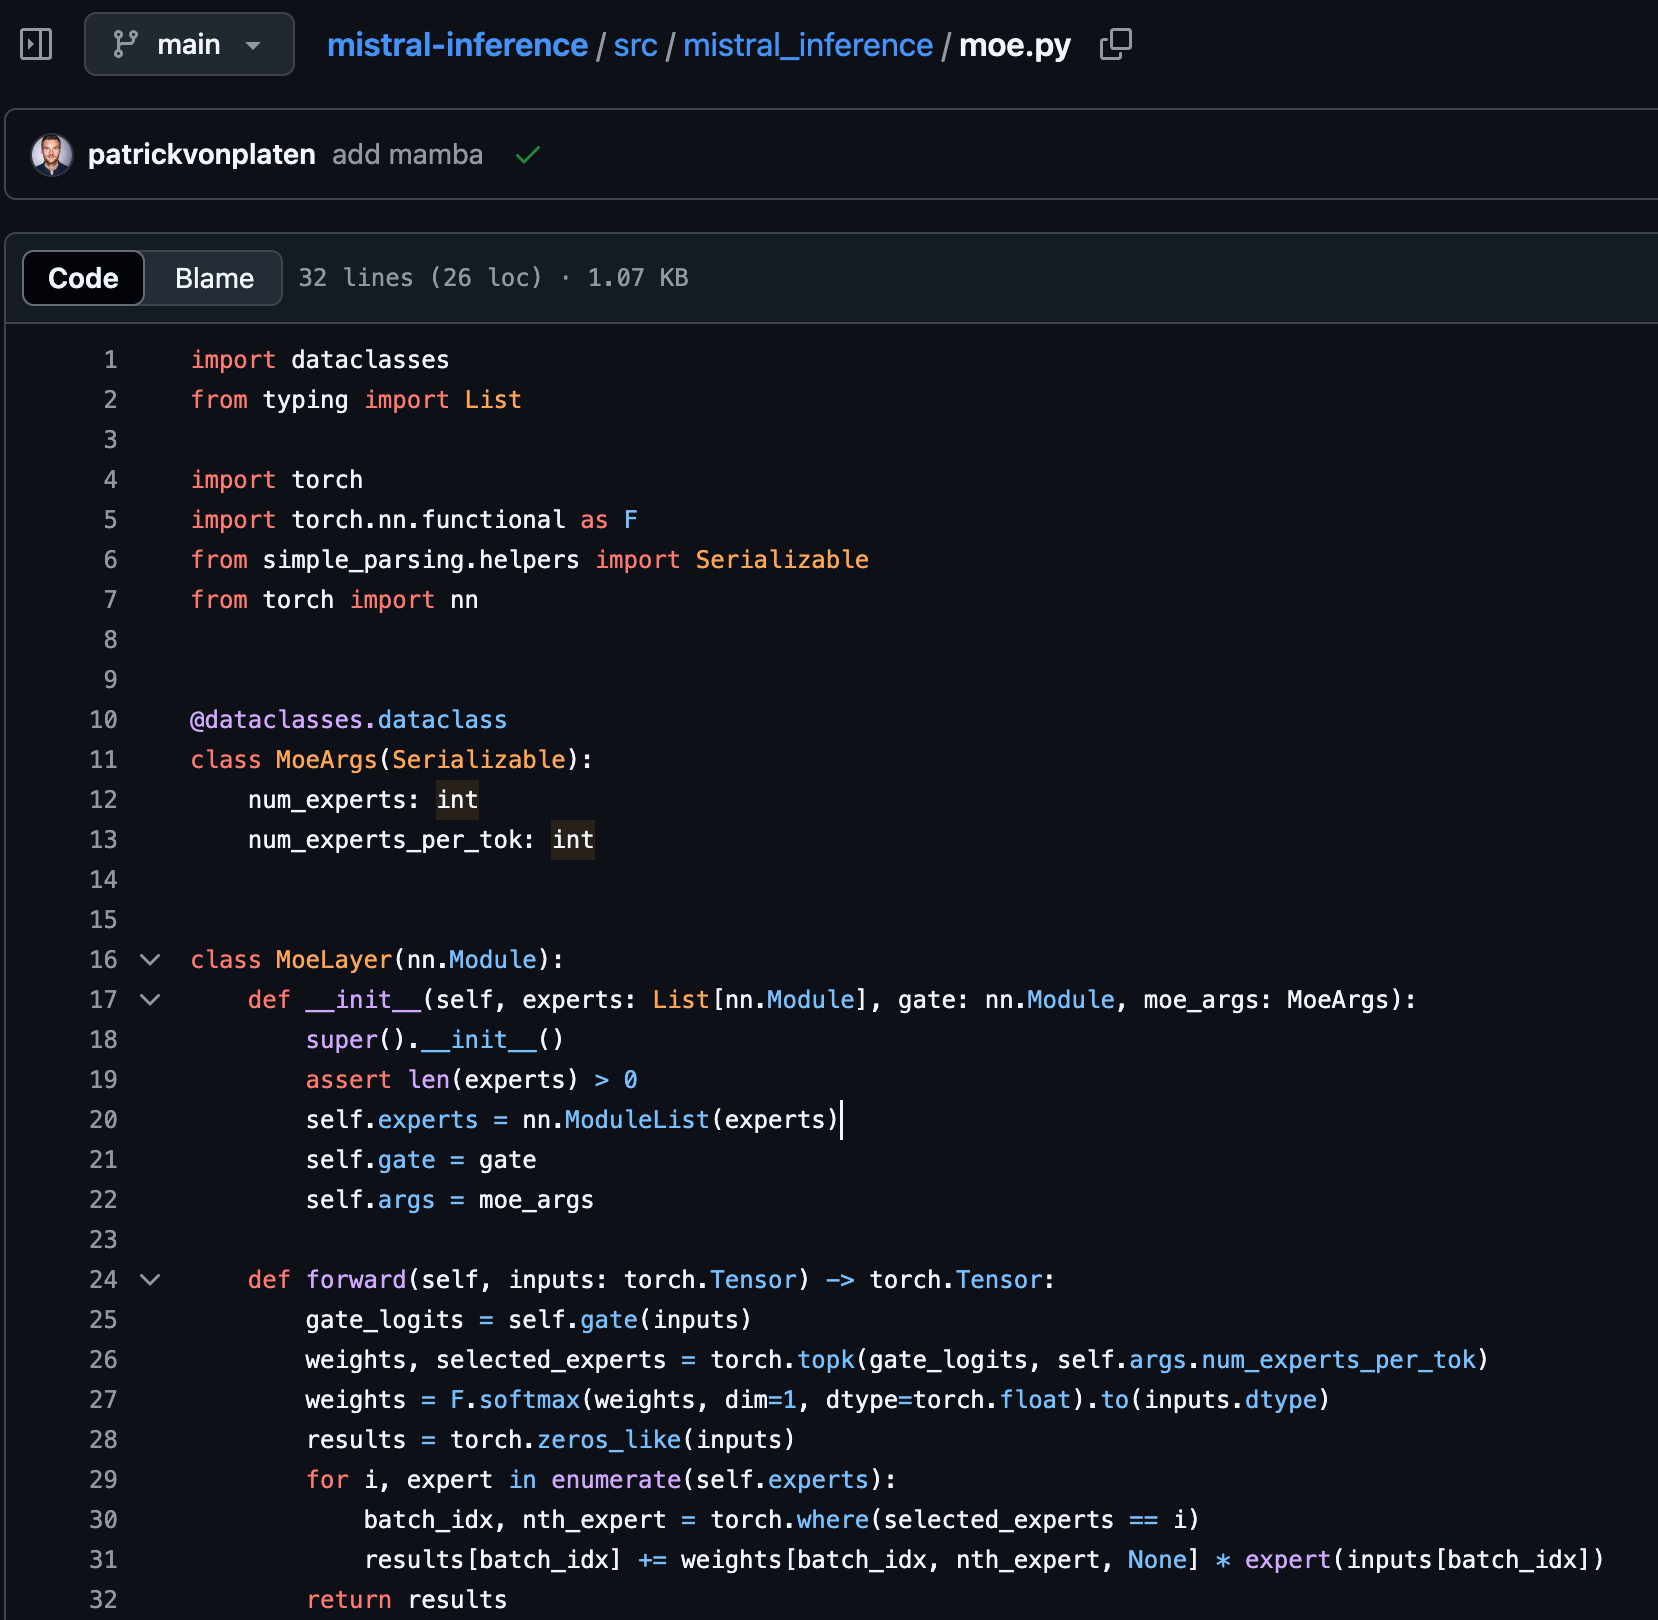 main
mistral-inference / src / mistral_inference / moe.py
patrickvonplaten add mamba
Code Blame 32 lines (26 loc) · 1.07 KB
1 import dataclasses
2 from typing import List
3
4 import torch
5 import torch.nn.functional as F
6 from simple_parsing.helpers import Serializable
7 from torch import nn
8
9
10 @dataclasses.dataclass
11 class MoeArgs(Serializable):
12     num_experts: int
13     num_experts_per_tok: int
14
15
16 class MoeLayer(nn.Module):
17     def __init__(self, experts: List[nn.Module], gate: nn.Module, moe_args: MoeArgs):
18         super().__init__()
19         assert len(experts) > 0
20         self.experts = nn.ModuleList(experts)
21         self.gate = gate
22         self.args = moe_args
23
24     def forward(self, inputs: torch.Tensor) -> torch.Tensor:
25         gate_logits = self.gate(inputs)
26         weights, selected_experts = torch.topk(gate_logits, self.args.num_experts_per_tok)
27         weights = F.softmax(weights, dim=1, dtype=torch.float).to(inputs.dtype)
28         results = torch.zeros_like(inputs)
29         for i, expert in enumerate(self.experts):
30             batch_idx, nth_expert = torch.where(selected_experts == i)
31             results[batch_idx] += weights[batch_idx, nth_expert, None] * expert(inputs[batch_idx])
32         return results